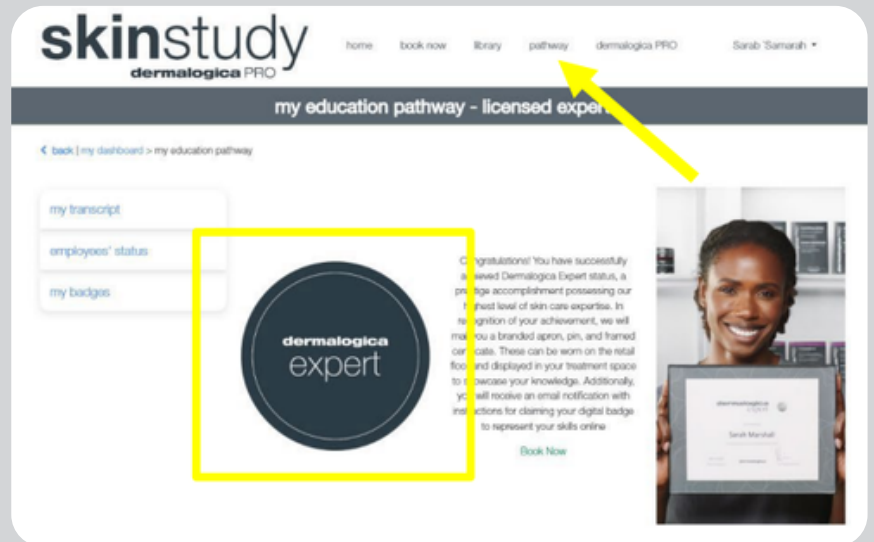 skinstudy
dermalogica PRO
home book now library pathway dermalogica PRO Sarab 'Samarah
my education pathway - licensed expert
back | my dashboard > my education pathway
my transcript
employees' status
my badges
dermalogica
expert
Congratulations! You have successfully
achieved Dermalogica Expert status, a
prestige accomplishment possessing our
highest level of skin care expertise. In
recognition of your achievement, we will
mail you a branded apron, pin, and framed
certificate. These can be worn on the retail
floor and displayed in your treatment space
to showcase your knowledge. Additionally,
you will receive an email notification with
instructions for claiming your digital badge
to represent your skills online
Book Now
dermalogica
expert
Sarah Marshall